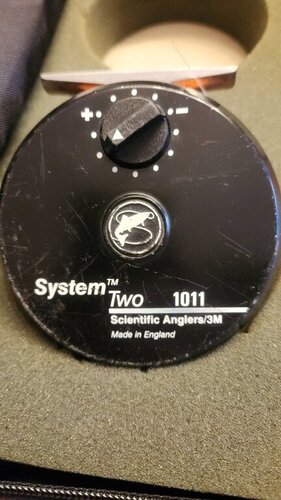 + −
System™
Two 1011
Scientific Anglers/3M
Made in England